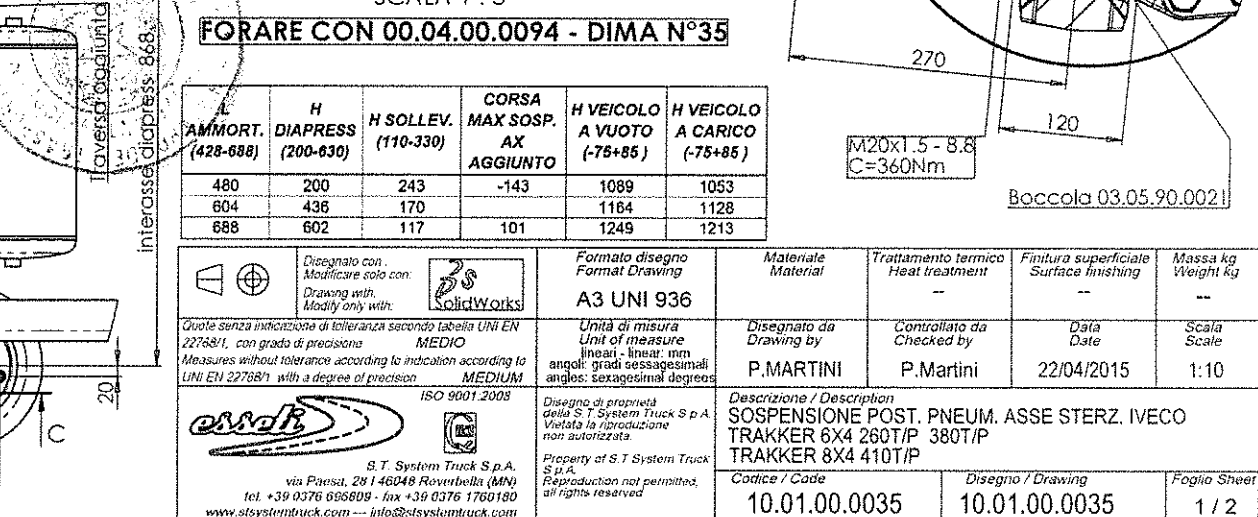 FORARE CON 00.04.00.0094 - DIMA N°35
Traversa aggiunta
interasse diapress 868
270
120
M20x1.5 - 8.8
C=360Nm
Boccola 03.05.90.0021
L AMMORT. (428-688) H DIAPRESS (200-630) H SOLLEV. (110-330) CORSA MAX SOSP. AX AGGIUNTO H VEICOLO A VUOTO (-75+85) H VEICOLO A CARICO (-75+85)
480 200 243 -143 1089 1053
604 436 170 1164 1128
688 602 117 101 1249 1213
20
C
Disegnato con.
Modificare solo con:
Drawing with.
Modify only with:
SolidWorks
Formato disegno
Format Drawing
A3 UNI 936
Materiale
Material
--
Trattamento termico
Heat treatment
--
Finitura superficiale
Surface finishing
--
Massa kg
Weight kg
--
Quote senza indicazione di tolleranza secondo tabella UNI EN
22768/1, con grado di precisione MEDIO
Measures without tolerance according to indication according to
UNI EN 22768/1 with a degree of precision MEDIUM
Unità di misura
Unit of measure
lineari - linear: mm
angoli: gradi sessagesimali
angles: sexagesimal degrees
Disegnato da
Drawing by
P.MARTINI
Controllato da
Checked by
P.Martini
Data
Date
22/04/2015
Scala
Scale
1:10
esseti
ISO 9001:2008
S.T. System Truck S.p.A.
via Paesa, 28 I 46048 Roverbella (MN)
tel. +39 0376 696809 - fax +39 0376 1760180
www.stsystemtruck.com --- info@stsystemtruck.com
Disegno di proprietà
della S.T.System Truck S.p.A.
Vietata la riproduzione
non autorizzata.
Property of S.T System Truck
S.p.A.
Reproduction not permitted,
all rights reserved
Descrizione / Description
SOSPENSIONE POST. PNEUM. ASSE STERZ. IVECO
TRAKKER 6X4 260T/P 380T/P
TRAKKER 8X4 410T/P
Codice / Code
10.01.00.0035
Disegno / Drawing
10.01.00.0035
Foglio Sheet
1 / 2